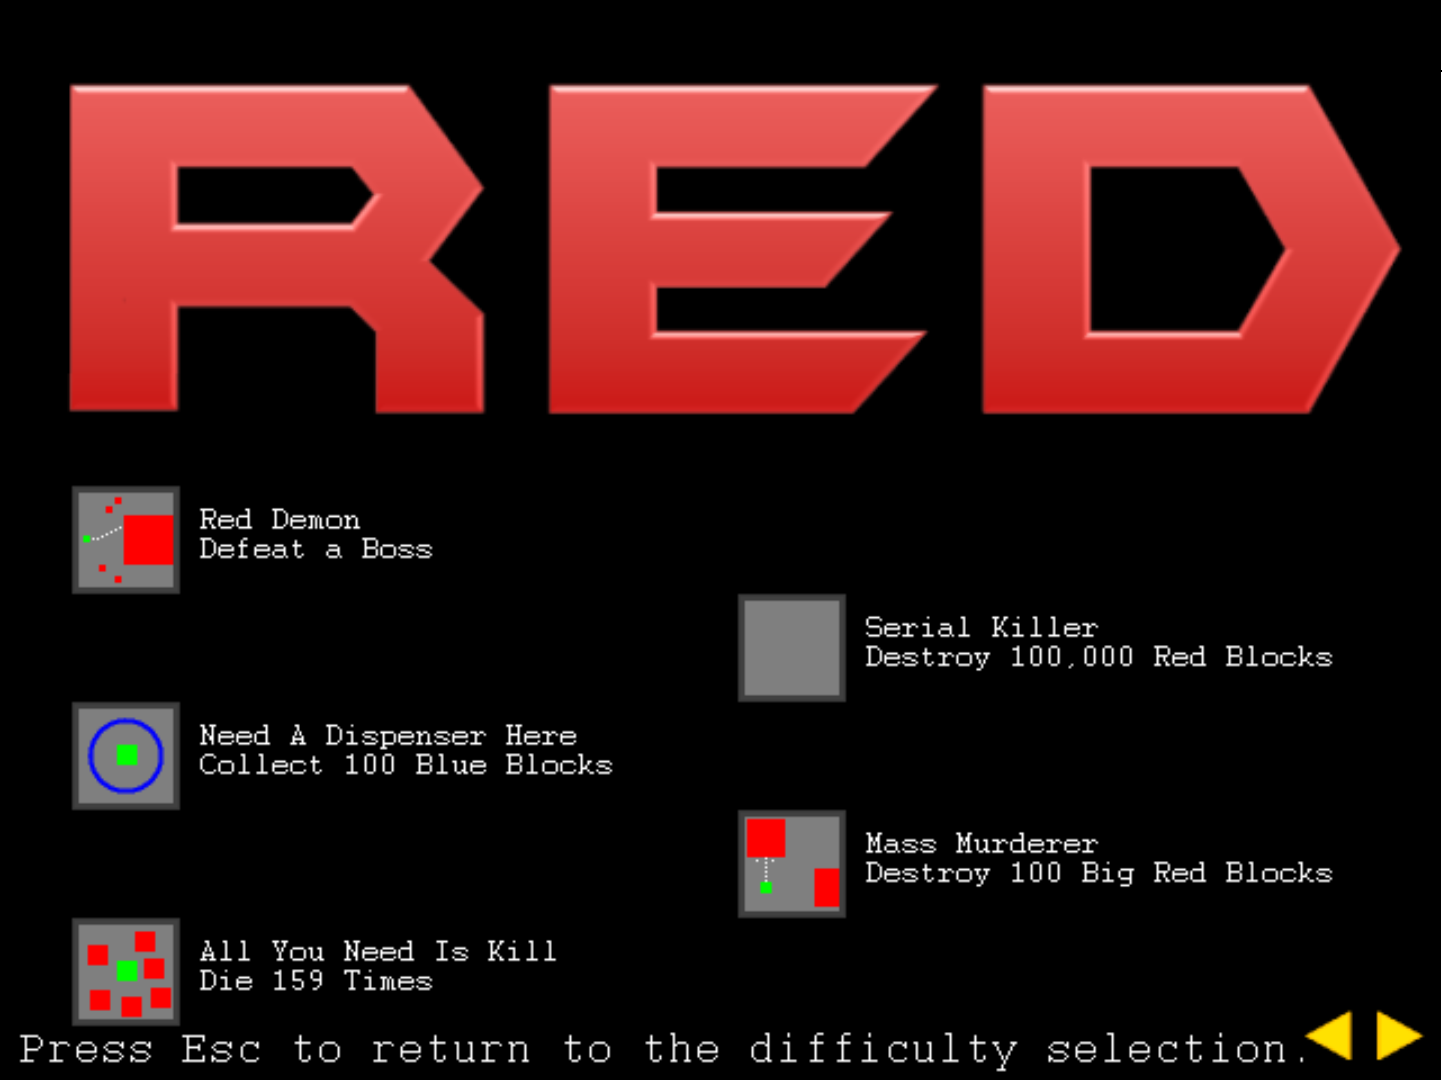 RED
Red Demon
Defeat a Boss
Serial Killer
Destroy 100,000 Red Blocks
Need A Dispenser Here
Collect 100 Blue Blocks
Mass Murderer
Destroy 100 Big Red Blocks
All You Need Is Kill
Die 159 Times
Press Esc to return to the difficulty selection.